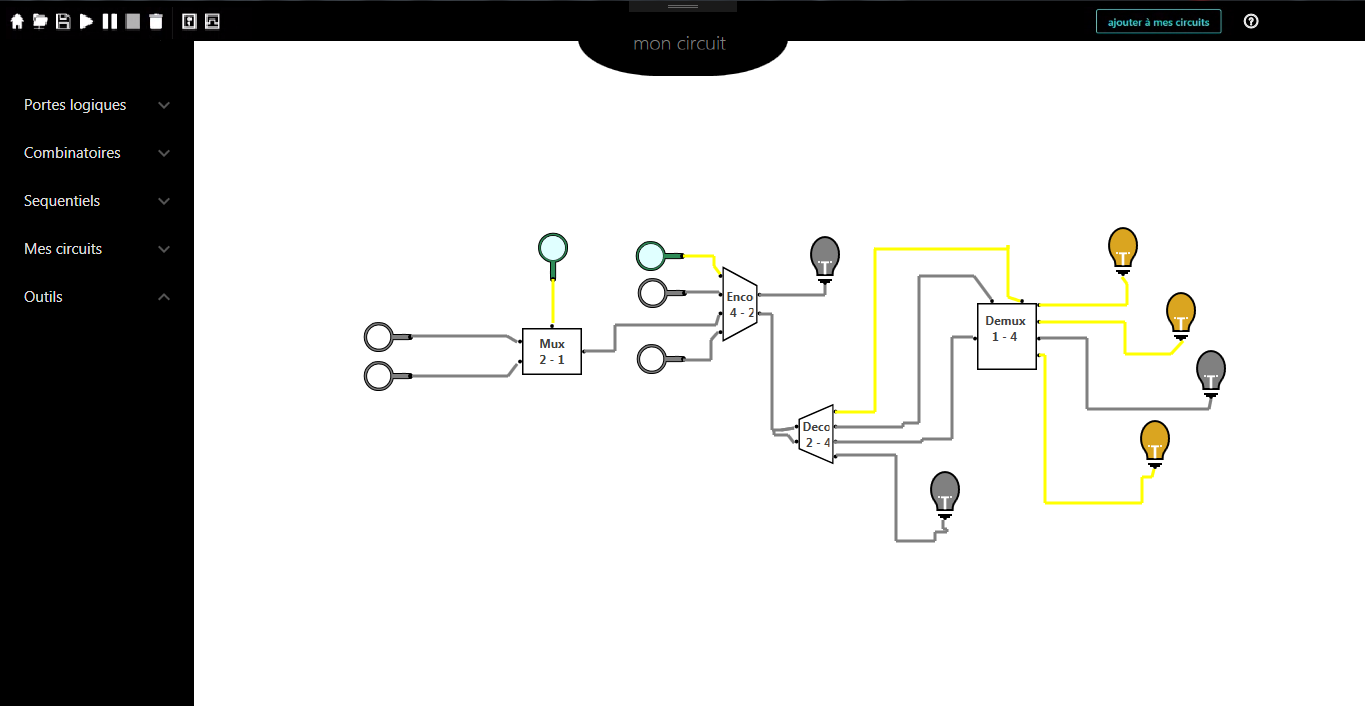 ajouter à mes circuits
mon circuit
Portes logiques
Combinatoires
Sequentiels
Mes circuits
Outils
Mux
2 - 1
Enco
4 - 2
Demux
1 - 4
Deco
2 - 4
T
T
T
T
T
T